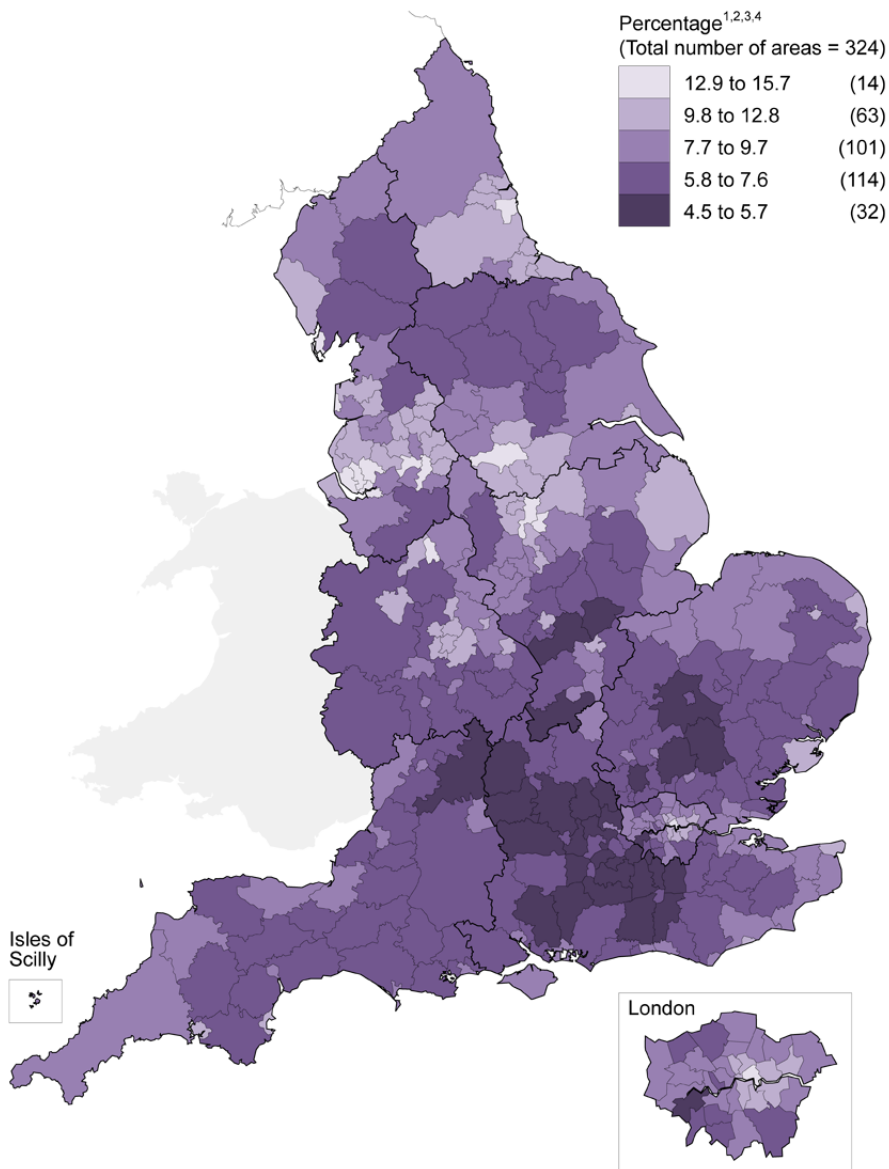 Percentage1,2,3,4
(Total number of areas = 324)
12.9 to 15.7 (14)
9.8 to 12.8 (63)
7.7 to 9.7 (101)
5.8 to 7.6 (114)
4.5 to 5.7 (32)
Isles of
Scilly
London